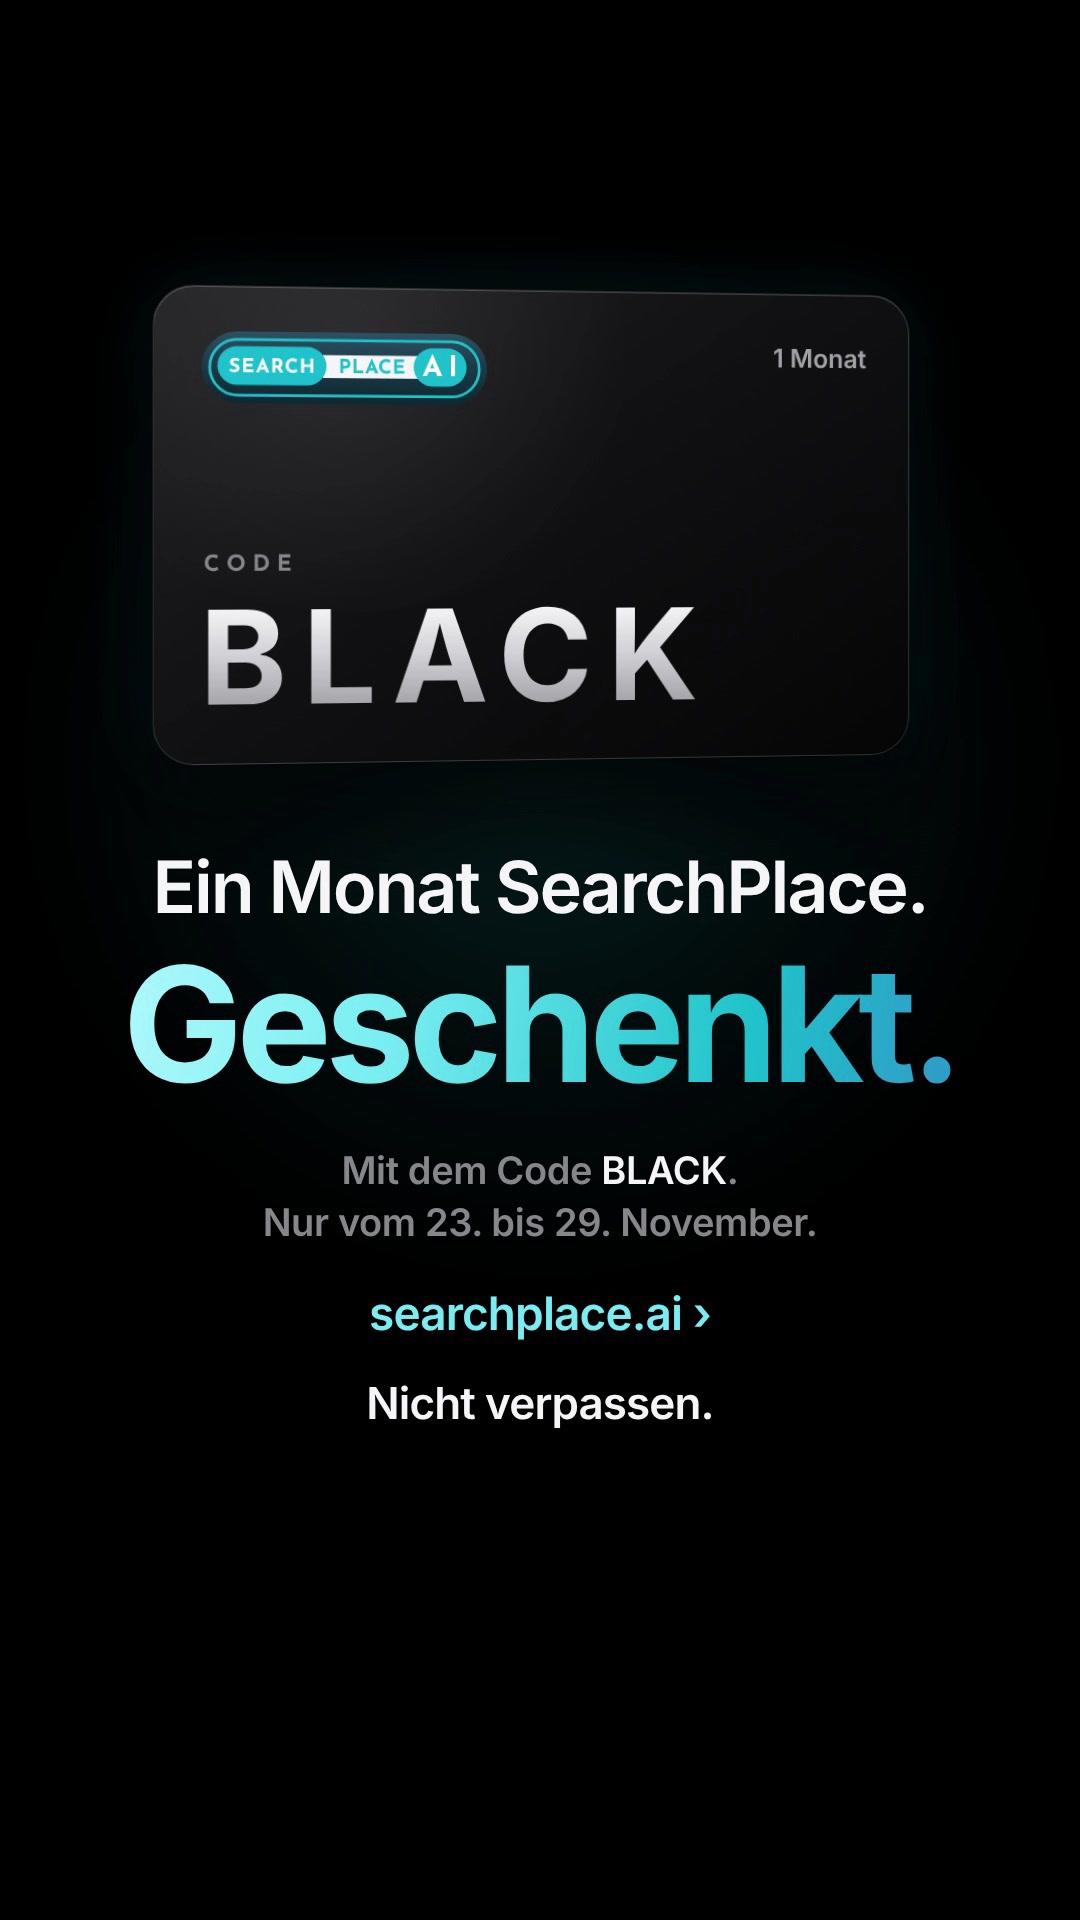 SEARCH PLACE AI
1 Monat
CODE
BLACK
Ein Monat SearchPlace.
Geschenkt.
Mit dem Code BLACK.
Nur vom 23. bis 29. November.
searchplace.ai ›
Nicht verpassen.